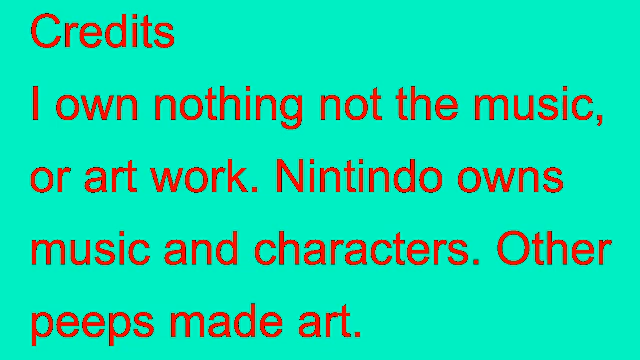 Credits
I own nothing not the music,
or art work. Nintindo owns
music and characters. Other
peeps made art.